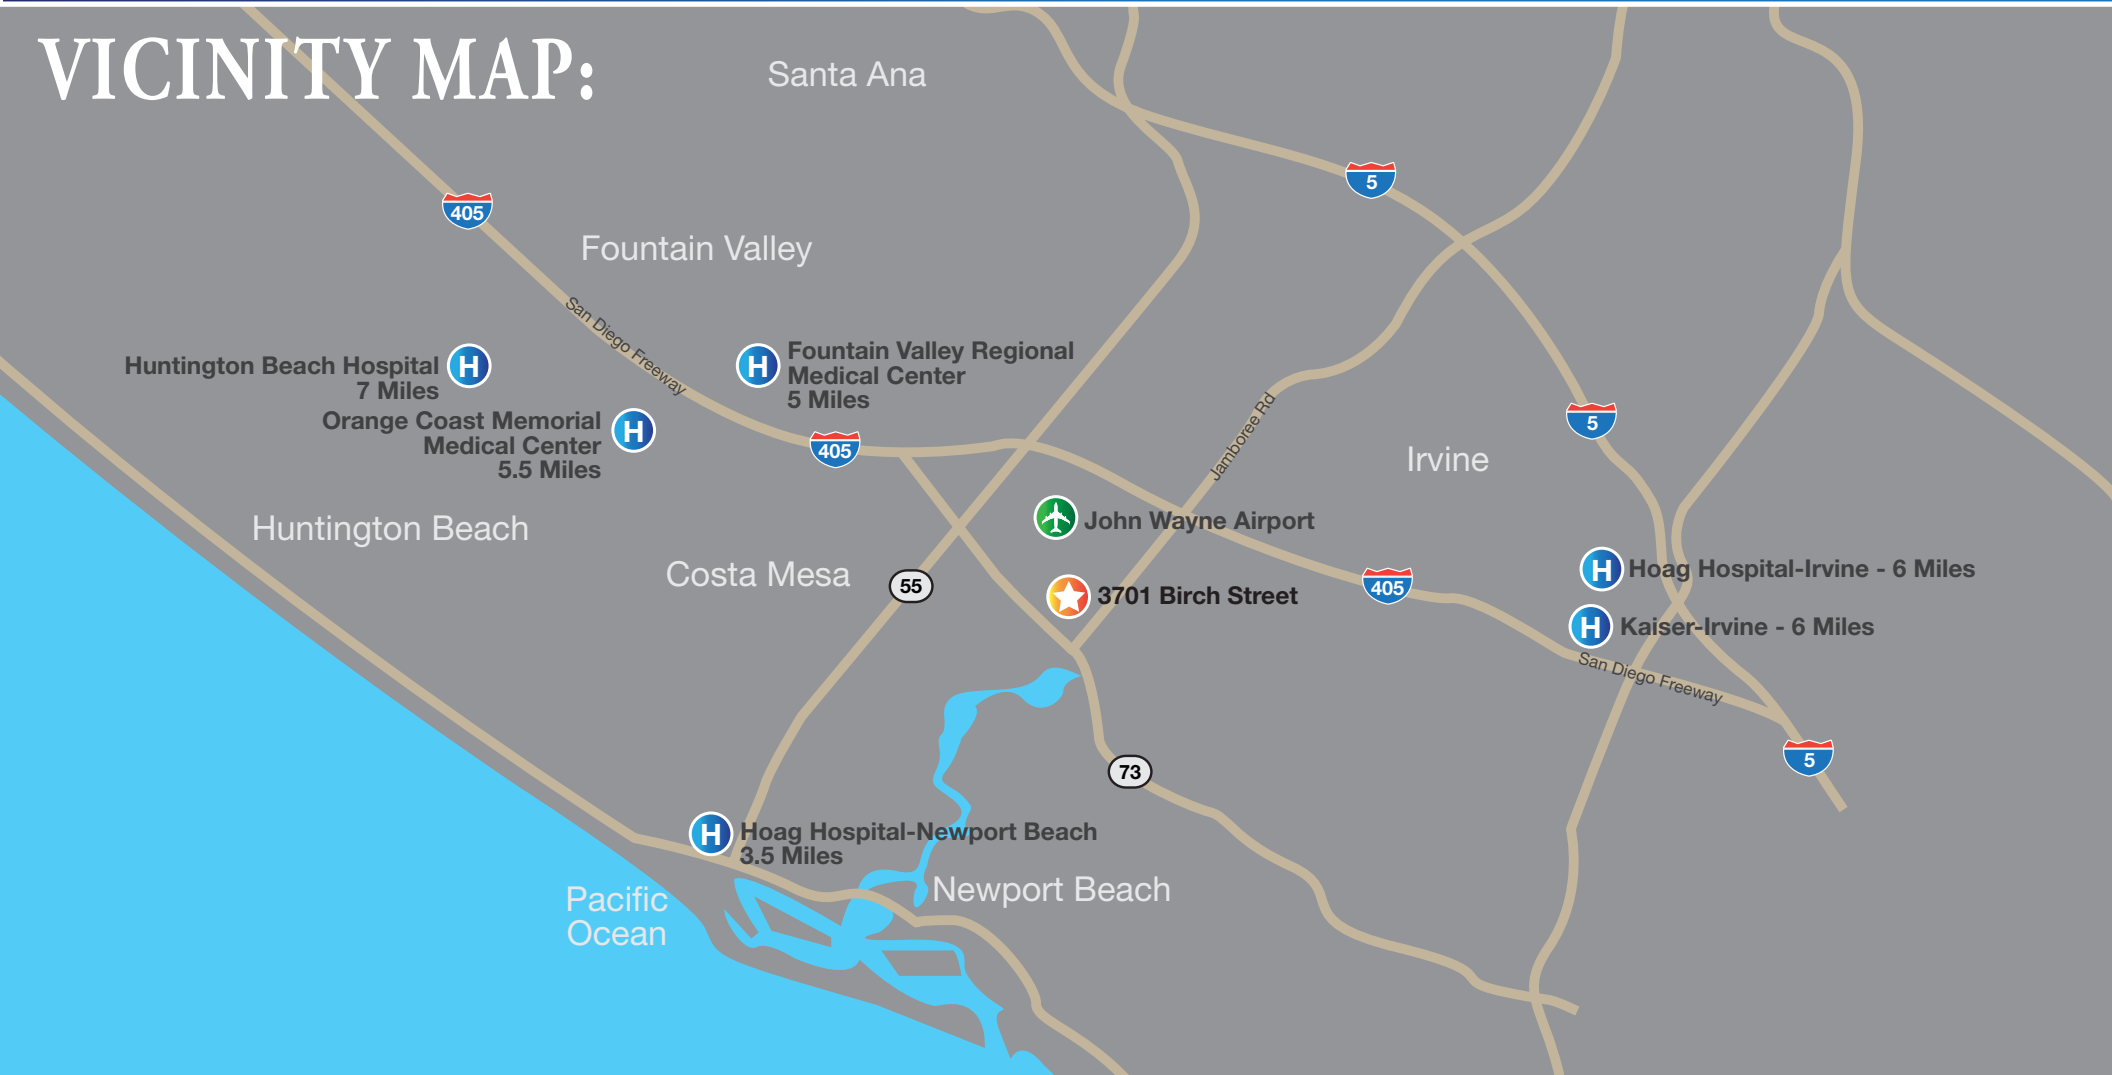 VICINITY MAP:
Santa Ana
5
405
Fountain Valley
San Diego Freeway
Huntington Beach Hospital
7 Miles
Fountain Valley Regional
Medical Center
5 Miles
Orange Coast Memorial
Medical Center
5.5 Miles
405
Jamboree Rd
5
Irvine
Huntington Beach
John Wayne Airport
Costa Mesa
55
3701 Birch Street
405
Hoag Hospital-Irvine - 6 Miles
Kaiser-Irvine - 6 Miles
San Diego Freeway
5
73
Hoag Hospital-Newport Beach
3.5 Miles
Newport Beach
Pacific
Ocean
H
H
H
H
H
H